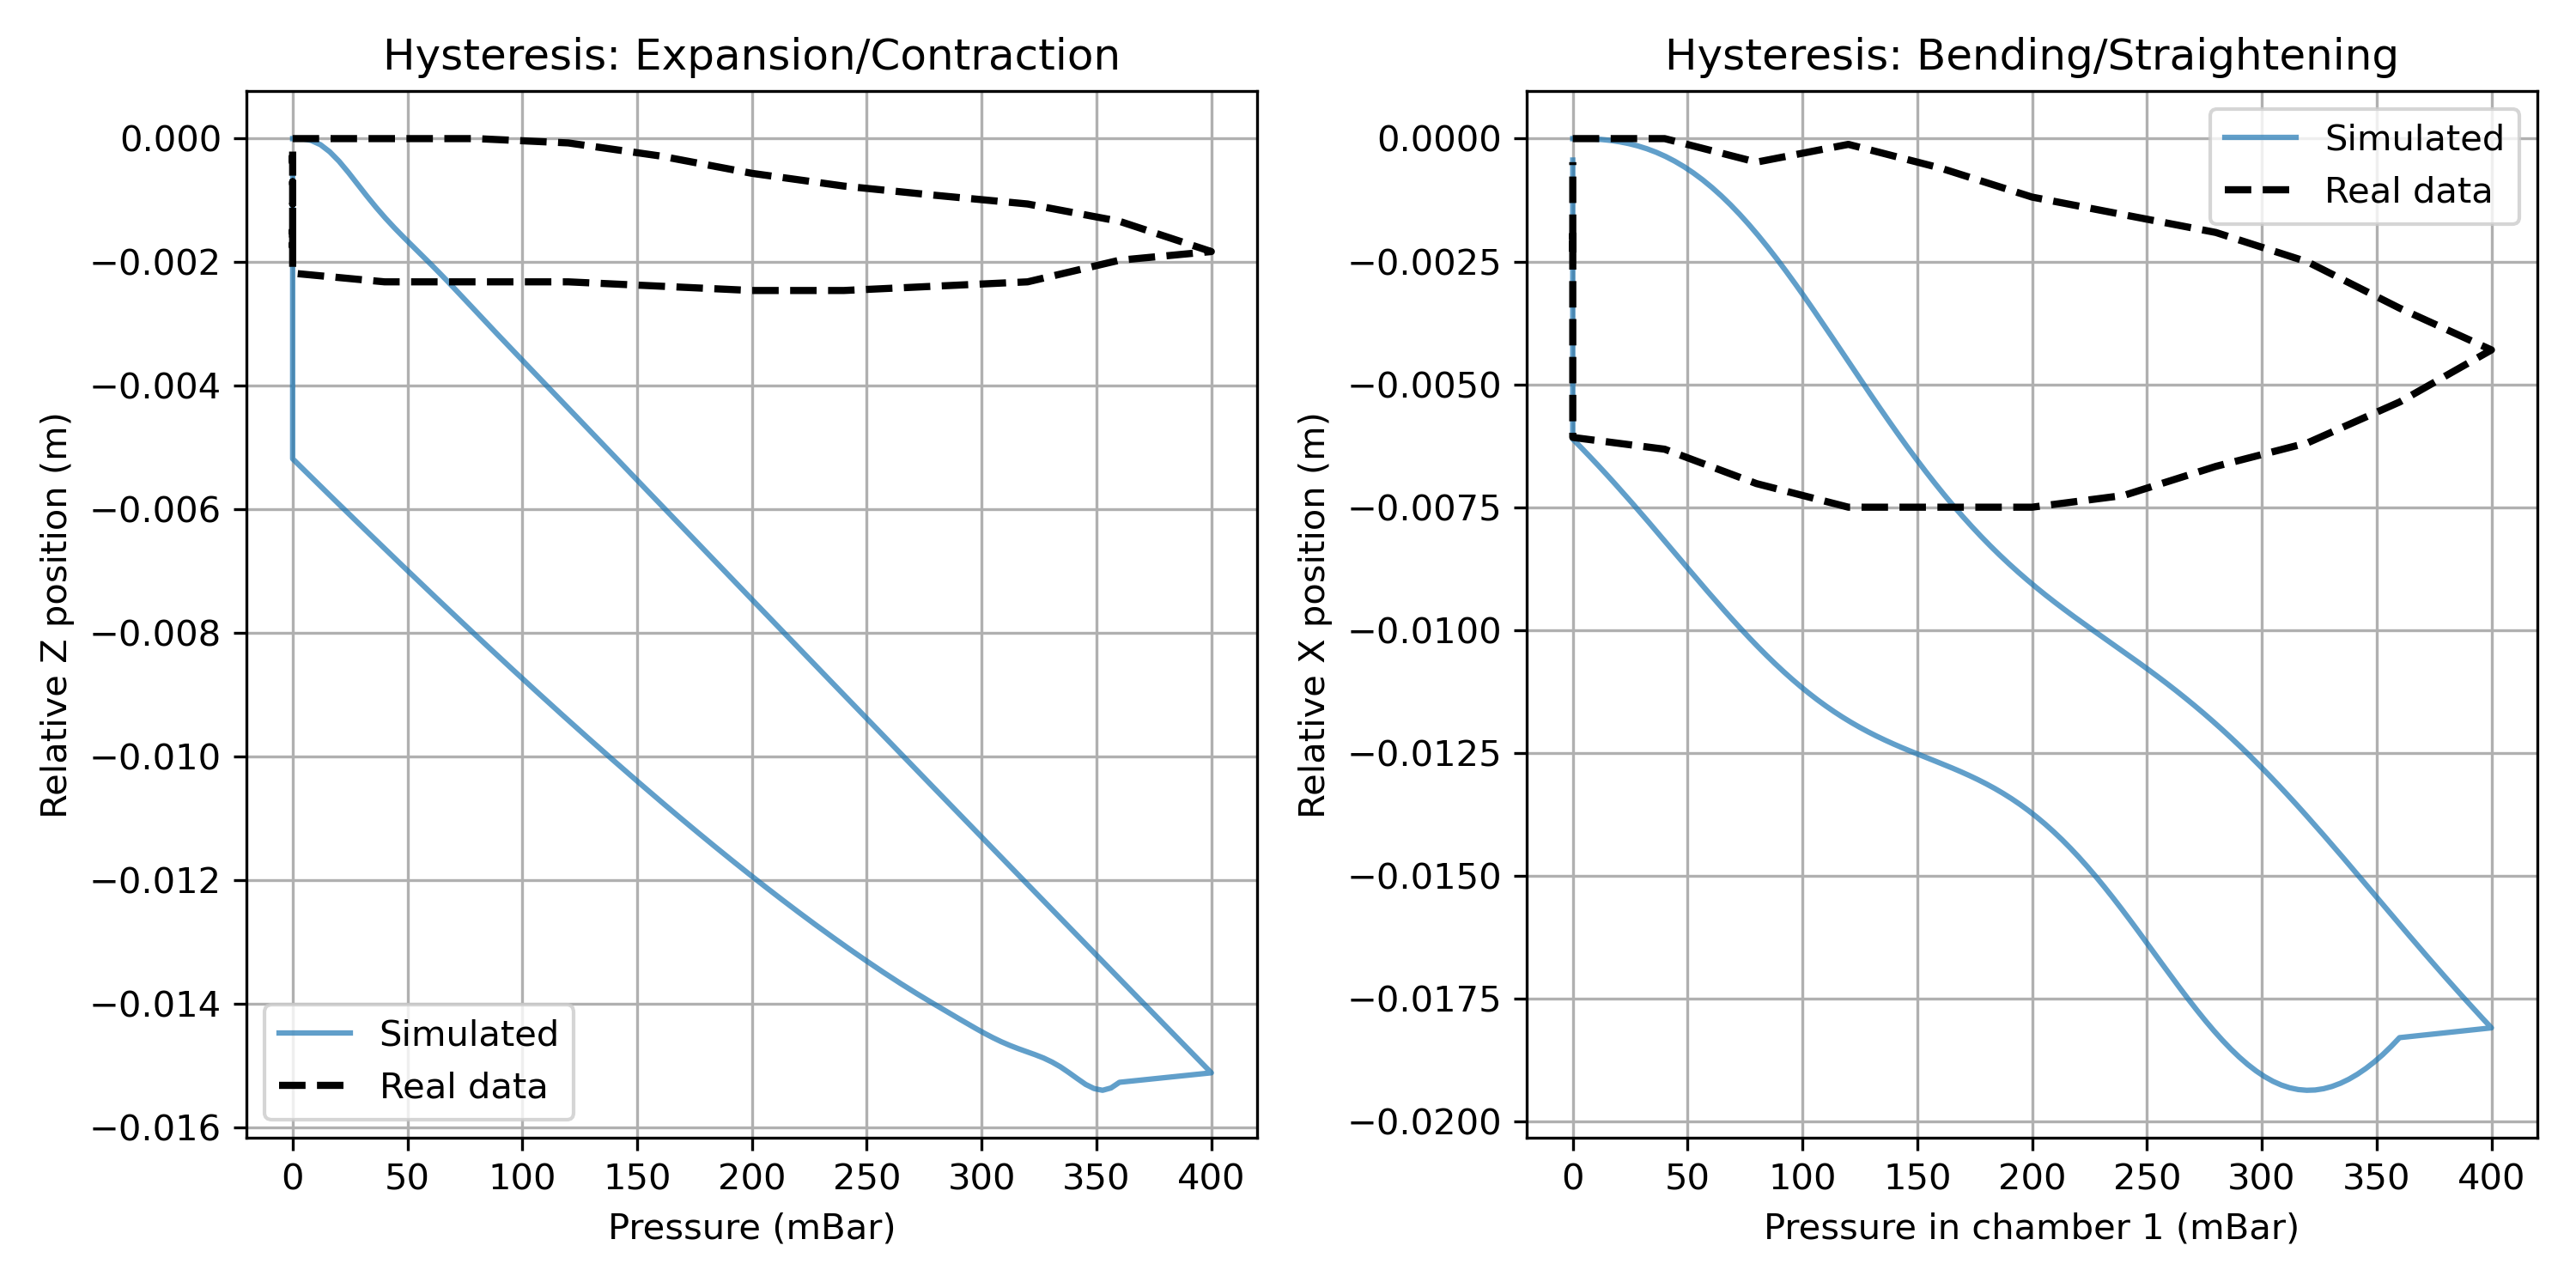 Hysteresis: Expansion/Contraction
0.000
−0.002
−0.004
−0.006
−0.008
−0.010
−0.012
−0.014
−0.016
Relative Z position (m)
Simulated
Real data
0 50 100 150 200 250 300 350 400
Pressure (mBar)
Hysteresis: Bending/Straightening
0.0000
−0.0025
−0.0050
−0.0075
−0.0100
−0.0125
−0.0150
−0.0175
−0.0200
Relative X position (m)
Simulated
Real data
0 50 100 150 200 250 300 350 400
Pressure in chamber 1 (mBar)